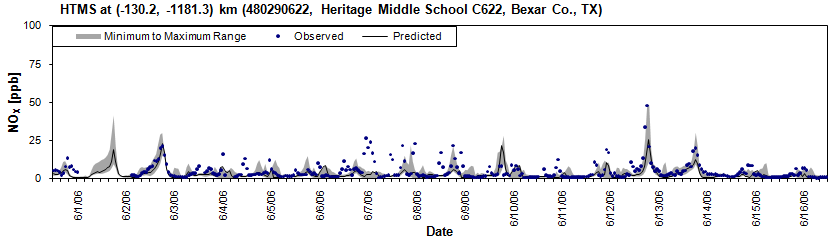 HTMS at (-130.2, -1181.3) km (480290622, Heritage Middle School C622, Bexar Co., TX)
100
Minimum to Maximum Range Observed Predicted
75
50
25
0
NOX [ppb]
6/1/06 6/2/06 6/3/06 6/4/06 6/5/06 6/6/06 6/7/06 6/8/06 6/9/06 6/10/06 6/11/06 6/12/06 6/13/06 6/14/06 6/15/06 6/16/06
Date